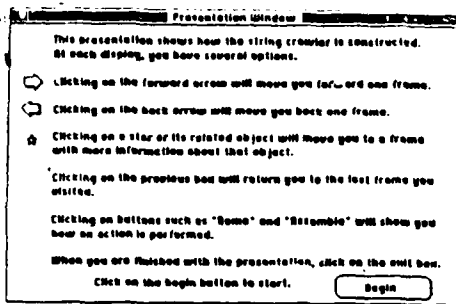 Presentation Window
This presentation shows how the string crawler is constructed.
At each display, you have several options.
Clicking on the forward arrow will move you forward one frame.
Clicking on the back arrow will move you back one frame.
Clicking on a star or its related object will move you to a frame
with more information about that object.
Clicking on the previous box will return you to the last frame you
visited.
Clicking on buttons such as "Demo" and "Assemble" will show you
how an action is performed.
When you are finished with the presentation, click on the exit box.
Click on the begin button to start.
Begin